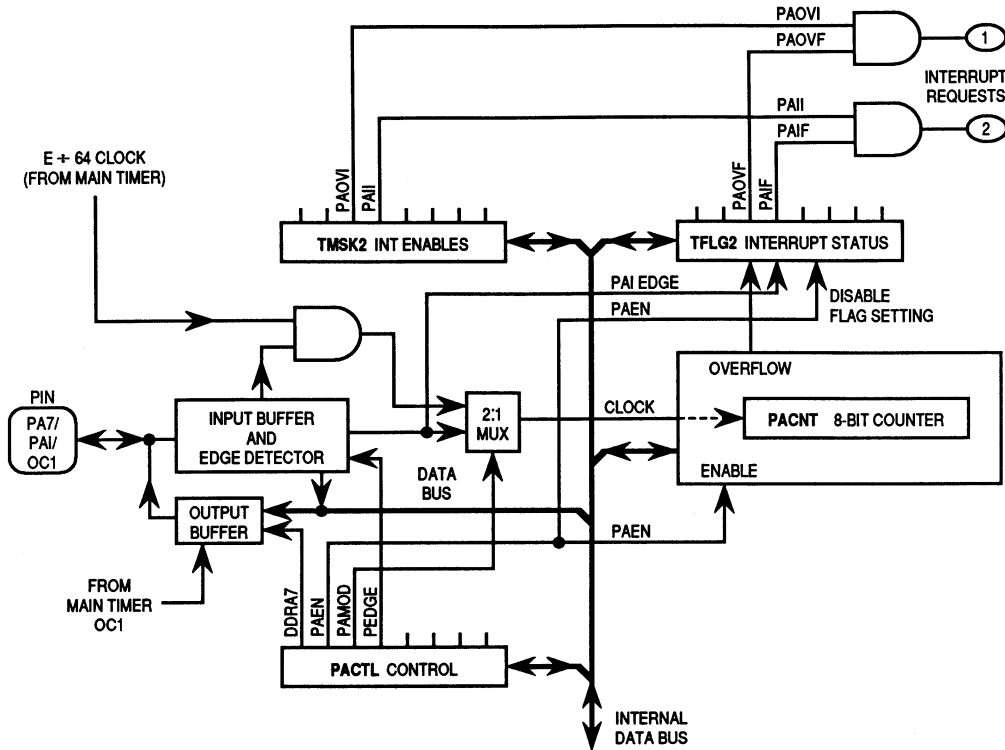 PAOVI
PAOVF
1
INTERRUPT
REQUESTS
PAII
PAIF
2
E ÷ 64 CLOCK
(FROM MAIN TIMER)
PAOVI
PAII
PAOVF
PAIF
TMSK2 INT ENABLES
TFLG2 INTERRUPT STATUS
PAI EDGE
PAEN
DISABLE
FLAG SETTING
OVERFLOW
PIN
PA7/
PAI/
OC1
INPUT BUFFER
AND
EDGE DETECTOR
2:1
MUX
CLOCK
PACNT 8-BIT COUNTER
DATA
BUS
ENABLE
OUTPUT
BUFFER
PAEN
FROM
MAIN TIMER
OC1
DDRA7
PAEN
PAMOD
PEDGE
PACTL CONTROL
INTERNAL
DATA BUS